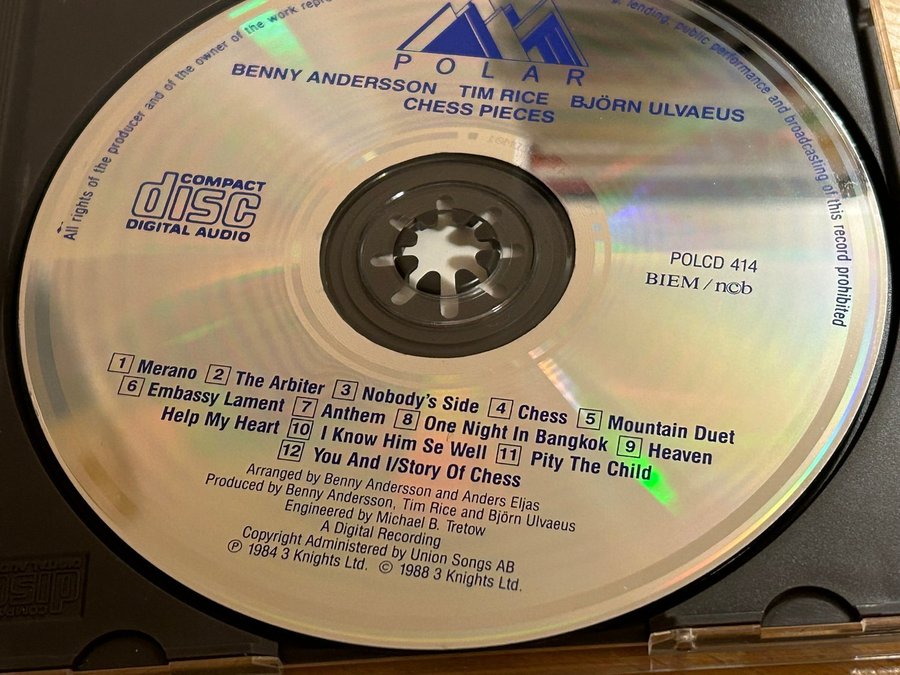 All rights of the producer and of the owner of the work repro
g, lending, public performance and broadcasting of this record prohibited
POLAR
BENNY ANDERSSON TIM RICE BJÖRN ULVAEUS
CHESS PIECES
COMPACT
disc
DIGITAL AUDIO
POLCD 414
BIEM / n©b
1 Merano 2 The Arbiter 3 Nobody's Side 4 Chess 5 Mountain Duet
6 Embassy Lament 7 Anthem 8 One Night In Bangkok 9 Heaven
Help My Heart 10 I Know Him Se Well 11 Pity The Child
12 You And I/Story Of Chess
Arranged by Benny Andersson and Anders Eljas
Produced by Benny Andersson, Tim Rice and Björn Ulvaeus
Engineered by Michael B. Tretow
A Digital Recording
Copyright Administered by Union Songs AB
℗ 1984 3 Knights Ltd. © 1988 3 Knights Ltd.